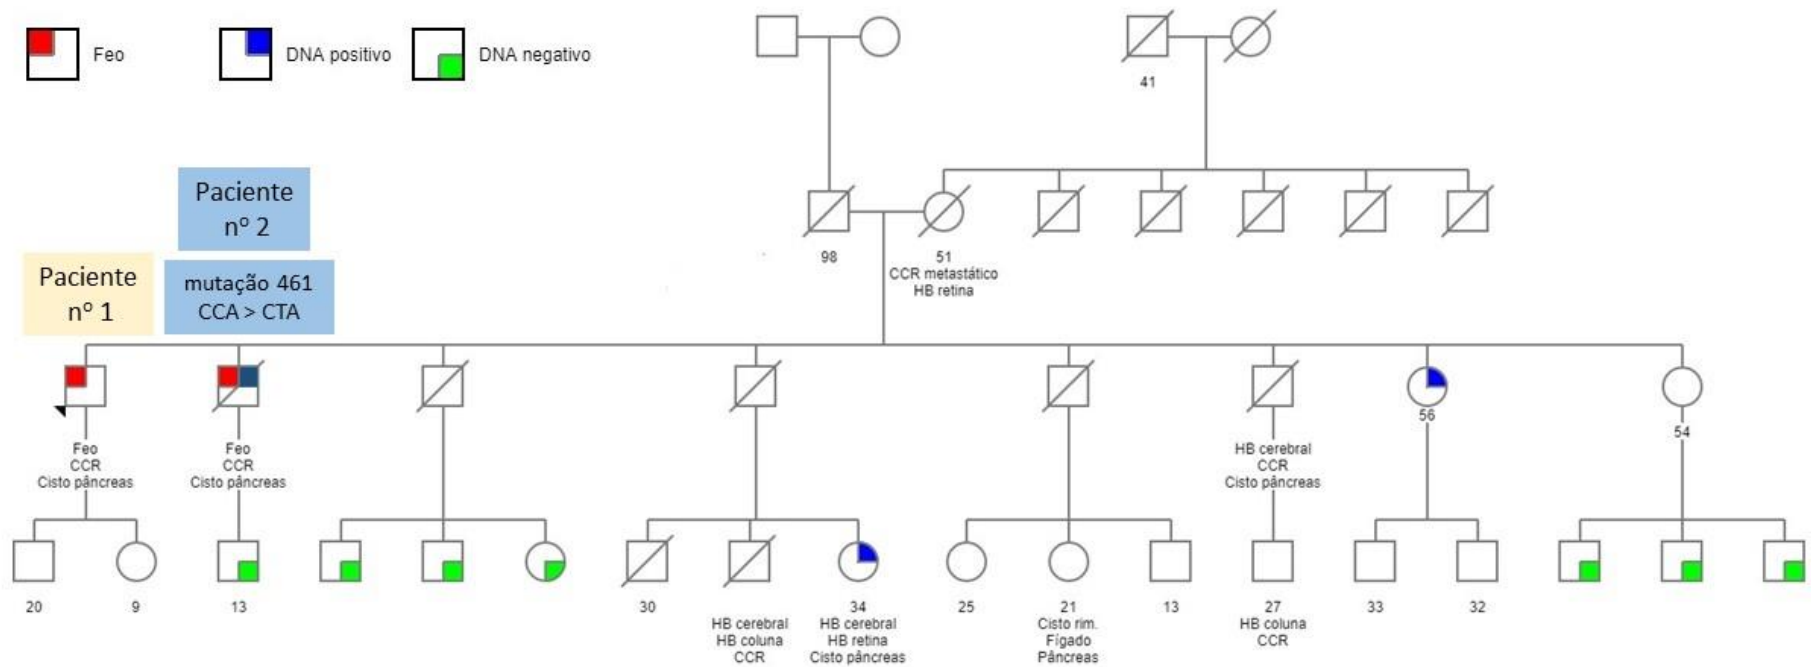 Feo
DNA positivo
DNA negativo
41
Paciente
nº 2
98
51
CCR metastático
HB retina
Paciente
nº 1
mutação 461
CCA > CTA
56
54
Feo
CCR
Cisto pâncreas
Feo
CCR
Cisto pâncreas
HB cerebral
CCR
Cisto pâncreas
20
9
13
30
HB cerebral
HB coluna
CCR
34
HB cerebral
HB retina
Cisto pâncreas
25
21
Cisto rim.
Fígado
Pâncreas
13
27
HB coluna
CCR
33
32